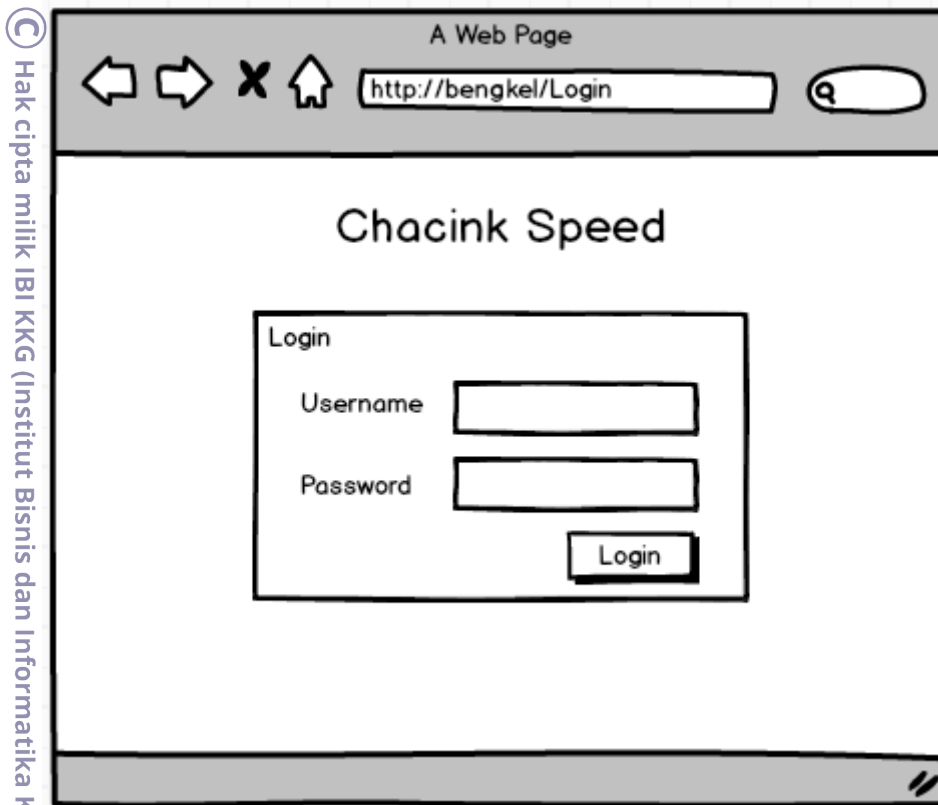 © Hak cipta milik IBI KKG (Institut Bisnis dan Informatika
A Web Page
http://bengkel/Login
Chacink Speed
Login
Username
Password
Login